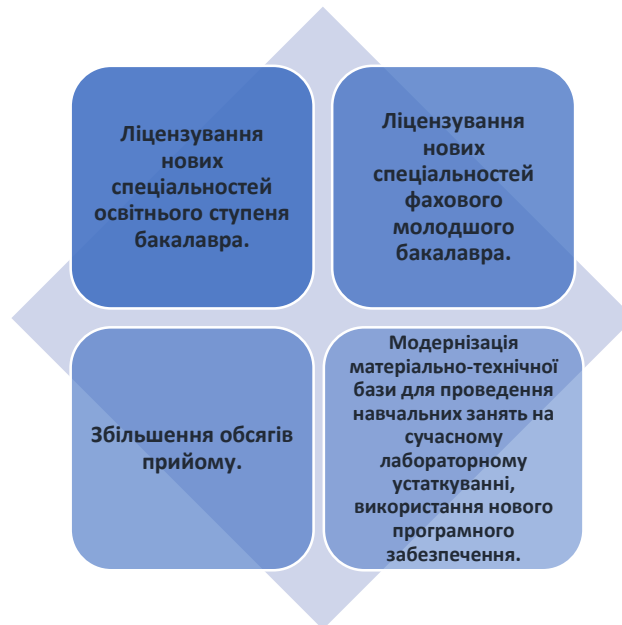 Ліцензування
нових
спеціальностей
освітнього ступеня
бакалавра.
Ліцензування
нових
спеціальностей
фахового
молодшого
бакалавра.
Збільшення обсягів
прийому.
Модернізація
матеріально-технічної
бази для проведення
навчальних занять на
сучасному
лабораторному
устаткуванні,
використання нового
програмного
забезпечення.